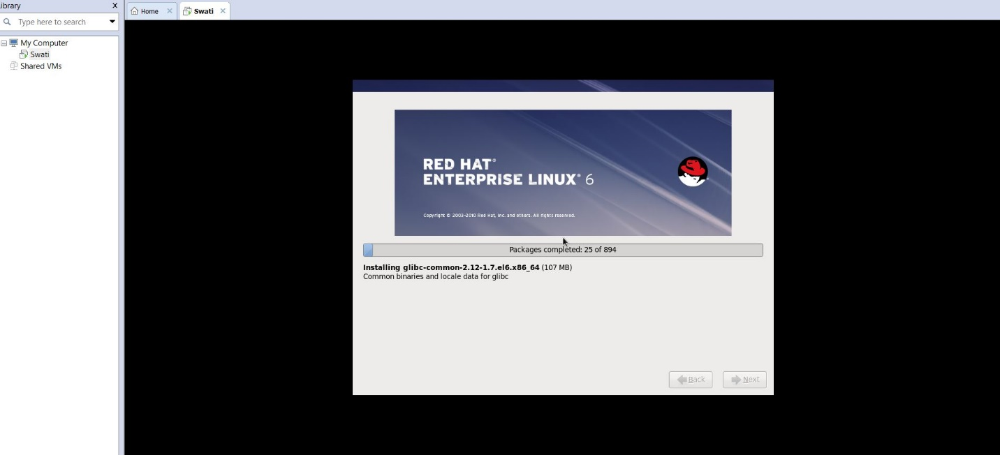 ibrary X
Home X Swati X
Type here to search
My Computer
Swati
Shared VMs
RED HAT®
ENTERPRISE LINUX® 6
Copyright © 2003-2010 Red Hat, Inc. and others. All rights reserved.
Packages completed: 25 of 894
Installing glibc-common-2.12-1.7.el6.x86_64 (107 MB)
Common binaries and locale data for glibc
Back Next